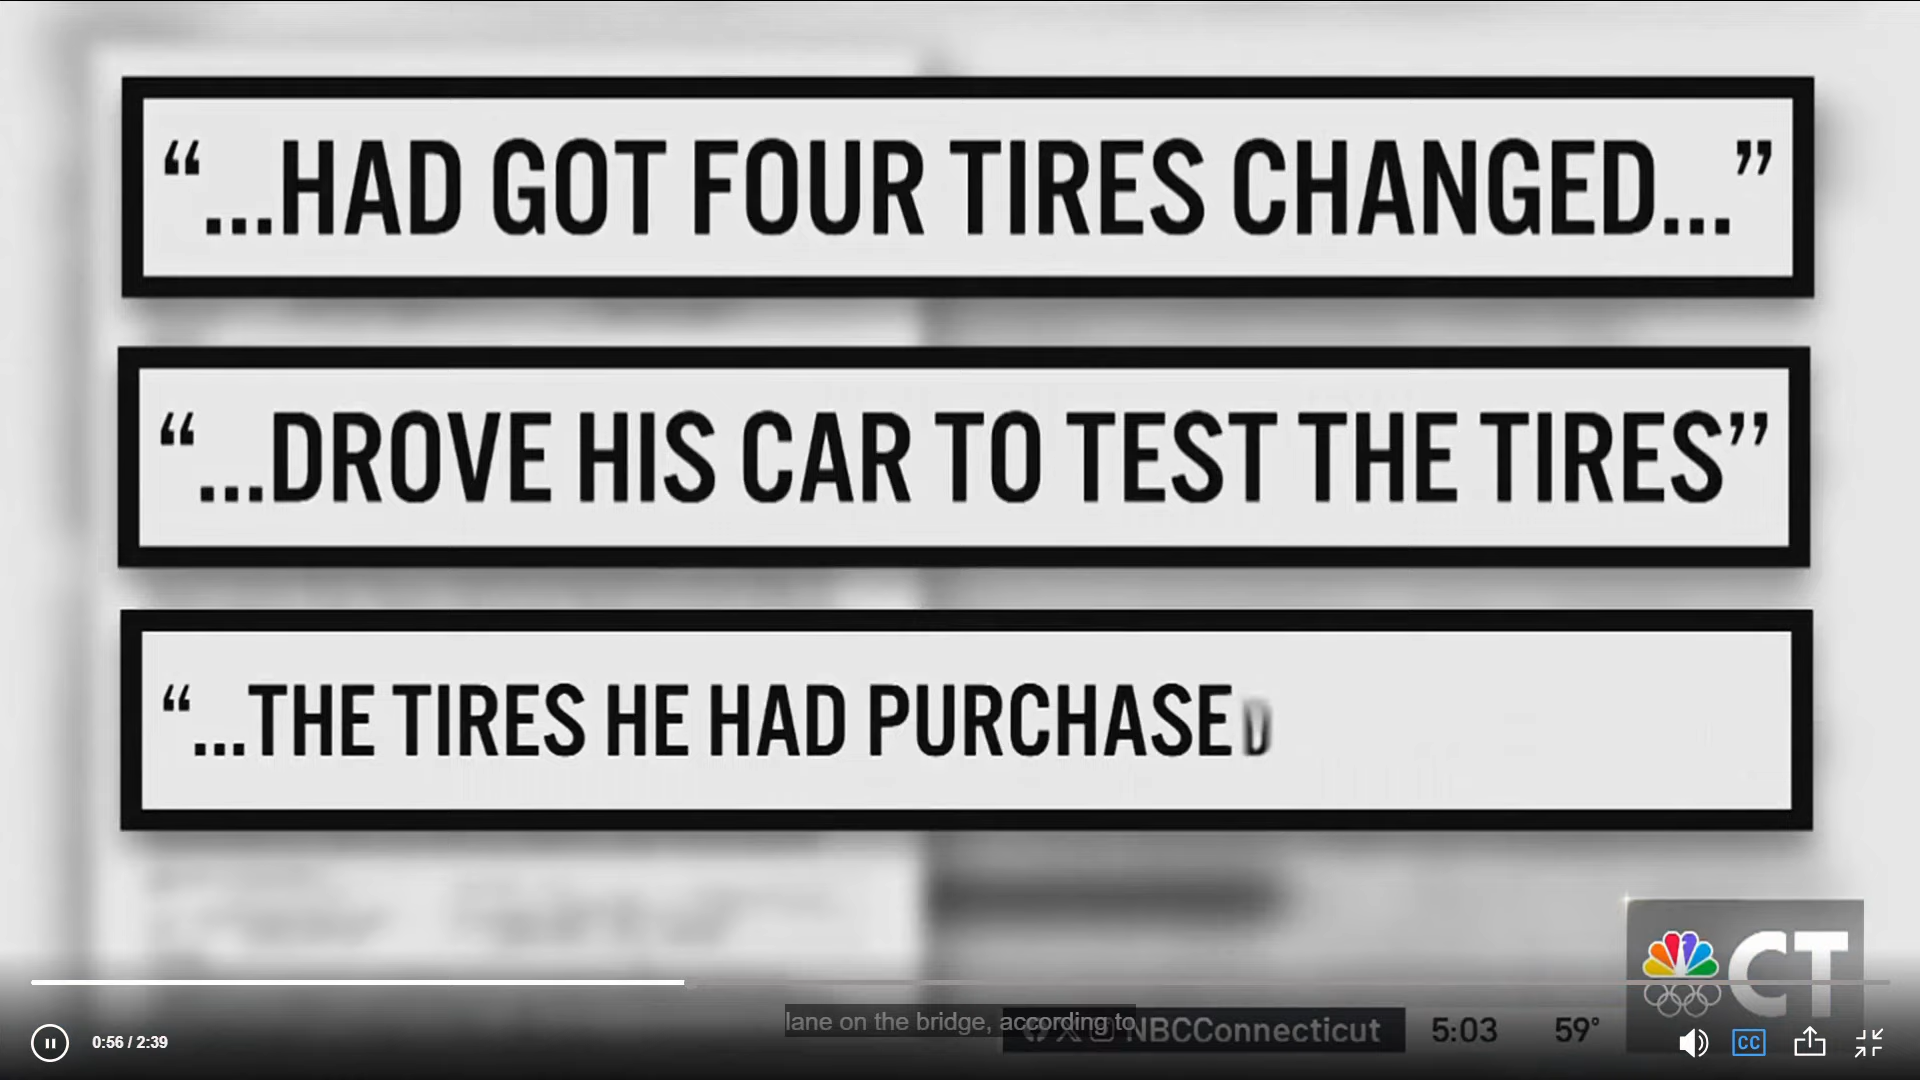 “...HAD GOT FOUR TIRES CHANGED...”
“...DROVE HIS CAR TO TEST THE TIRES”
“...THE TIRES HE HAD PURCHASED
CT
lane on the bridge, according to
NBCConnecticut 5:03 59°
0:56 / 2:39
CC